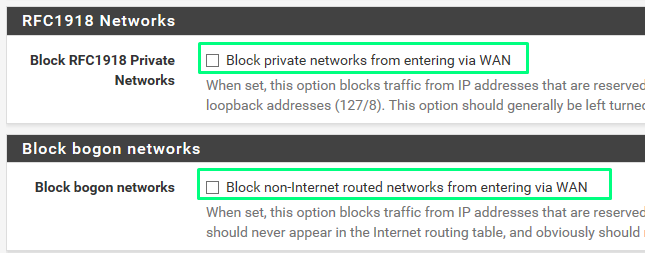 RFC1918 Networks
Block RFC1918 Private Networks
Block private networks from entering via WAN
When set, this option blocks traffic from IP addresses that are reserved
loopback addresses (127/8). This option should generally be left turned
Block bogon networks
Block bogon networks
Block non-Internet routed networks from entering via WAN
When set, this option blocks traffic from IP addresses that are reserved
should never appear in the Internet routing table, and obviously should